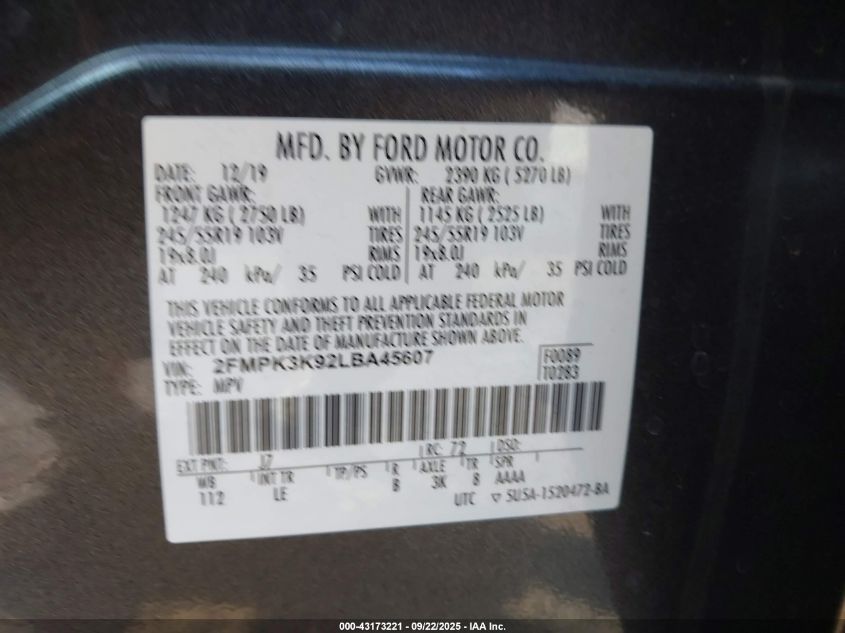 MFD. BY FORD MOTOR CO.
DATE: 12/19 GVWR: 2390 KG ( 5270 LB)
FRONT GAWR: REAR GAWR:
1247 KG ( 2750 LB) WITH 1145 KG ( 2525 LB) WITH
245/55R19 103V TIRES 245/55R19 103V TIRES
19x8.0J RIMS 19x8.0J RIMS
AT 240 kPa/ 35 PSI COLD AT 240 kPa/ 35 PSI COLD
THIS VEHICLE CONFORMS TO ALL APPLICABLE FEDERAL MOTOR
VEHICLE SAFETY AND THEFT PREVENTION STANDARDS IN
EFFECT ON THE DATE OF MANUFACTURE SHOWN ABOVE.
VIN: 2FMPK3K92LBA45607 F0089
TYPE: MPV T0283
EXT PNT: J7 RC: 72 DSO:
WB INT TR TP/PS R AXLE TR SPR
112 LE B 3K 8 AAAA
UTC ▽ 5U5A-1520472-BA
000-43173221 - 09/22/2025 - IAA Inc.